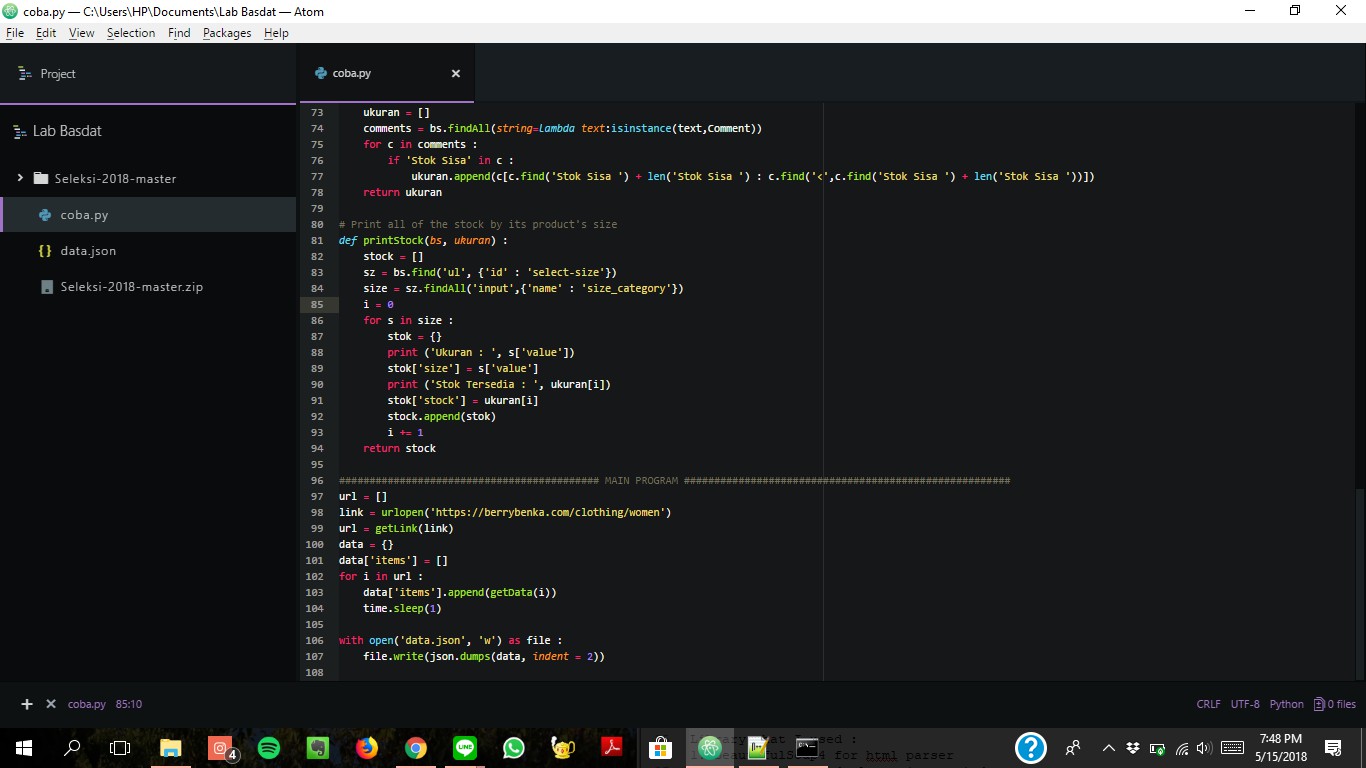 coba.py — C:\Users\HP\Documents\Lab Basdat — Atom
File Edit View Selection Find Packages Help
Project
Lab Basdat
Seleksi-2018-master
coba.py
data.json
Seleksi-2018-master.zip
coba.py
73 ukuran = []
74 comments = bs.findAll(string=lambda text:isinstance(text,Comment))
75 for c in comments :
76 if 'Stok Sisa' in c :
77 ukuran.append(c[c.find('Stok Sisa ') + len('Stok Sisa ') : c.find('<',c.find('Stok Sisa ') + len('Stok Sisa '))])
78 return ukuran
79
80 # Print all of the stock by its product's size
81 def printStock(bs, ukuran) :
82 stock = []
83 sz = bs.find('ul', {'id' : 'select-size'})
84 size = sz.findAll('input',{'name' : 'size_category'})
85 i = 0
86 for s in size :
87 stok = {}
88 print ('Ukuran : ', s['value'])
89 stok['size'] = s['value']
90 print ('Stok Tersedia : ', ukuran[i])
91 stok['stock'] = ukuran[i]
92 stock.append(stok)
93 i += 1
94 return stock
95
96 ########################################### MAIN PROGRAM ######################################################
97 url = []
98 link = urlopen('https://berrybenka.com/clothing/women')
99 url = getLink(link)
100 data = {}
101 data['items'] = []
102 for i in url :
103 data['items'].append(getData(i))
104 time.sleep(1)
105
106 with open('data.json', 'w') as file :
107 file.write(json.dumps(data, indent = 2))
108
coba.py 85:10
CRLF UTF-8 Python 0 files
4
for html parser
7:48 PM
5/15/2018